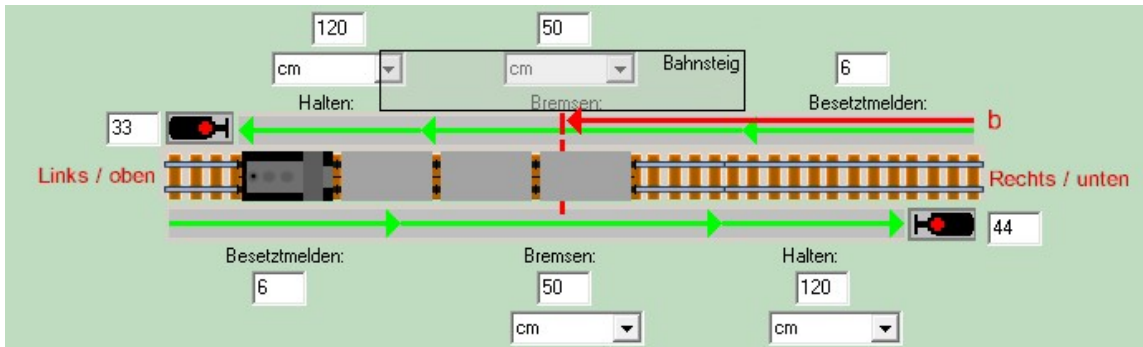 120
50
cm
cm
Bahnsteig
6
Halten:
Bremsen:
Besetztmelden:
33
b
Links / oben
Rechts / unten
44
Besetztmelden:
Bremsen:
Halten:
6
50
120
cm
cm